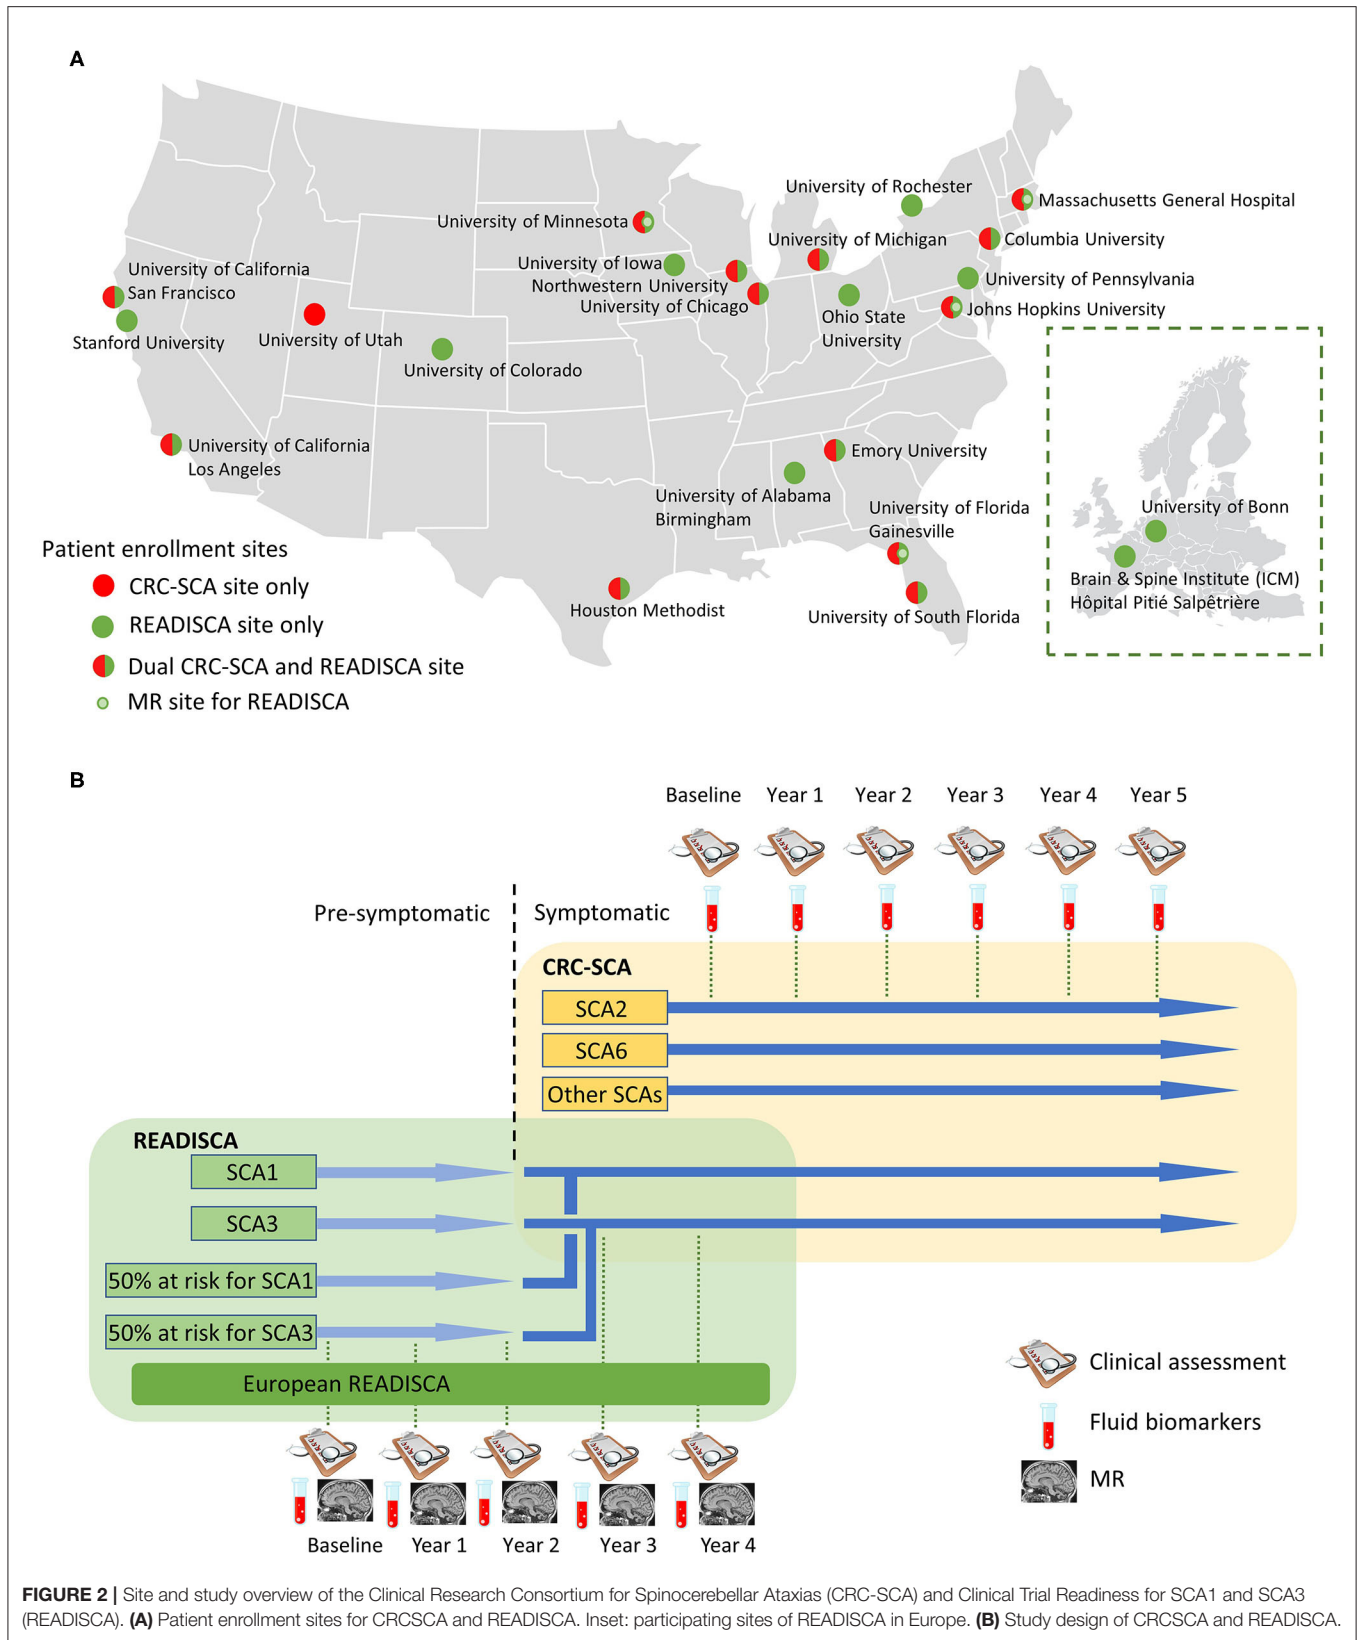 A
University of Rochester
Massachusetts General Hospital
University of Minnesota
University of Michigan
Columbia University
University of Iowa
Northwestern University
University of Chicago
University of Pennsylvania
University of California
San Francisco
Johns Hopkins University
Ohio State
University
Stanford University
University of Utah
University of Colorado
University of California
Los Angeles
Emory University
University of Alabama
Birmingham
University of Florida
Gainesville
University of Bonn
Brain & Spine Institute (ICM)
Hôpital Pitié Salpêtrière
Houston Methodist
University of South Florida
Patient enrollment sites
CRC-SCA site only
READISCA site only
Dual CRC-SCA and READISCA site
MR site for READISCA
B
Baseline Year 1 Year 2 Year 3 Year 4 Year 5
Pre-symptomatic Symptomatic
CRC-SCA
SCA2
SCA6
Other SCAs
READISCA
SCA1
SCA3
50% at risk for SCA1
50% at risk for SCA3
European READISCA
Clinical assessment
Fluid biomarkers
MR
Baseline Year 1 Year 2 Year 3 Year 4
FIGURE 2 | Site and study overview of the Clinical Research Consortium for Spinocerebellar Ataxias (CRC-SCA) and Clinical Trial Readiness for SCA1 and SCA3
(READISCA). (A) Patient enrollment sites for CRCSCA and READISCA. Inset: participating sites of READISCA in Europe. (B) Study design of CRCSCA and READISCA.